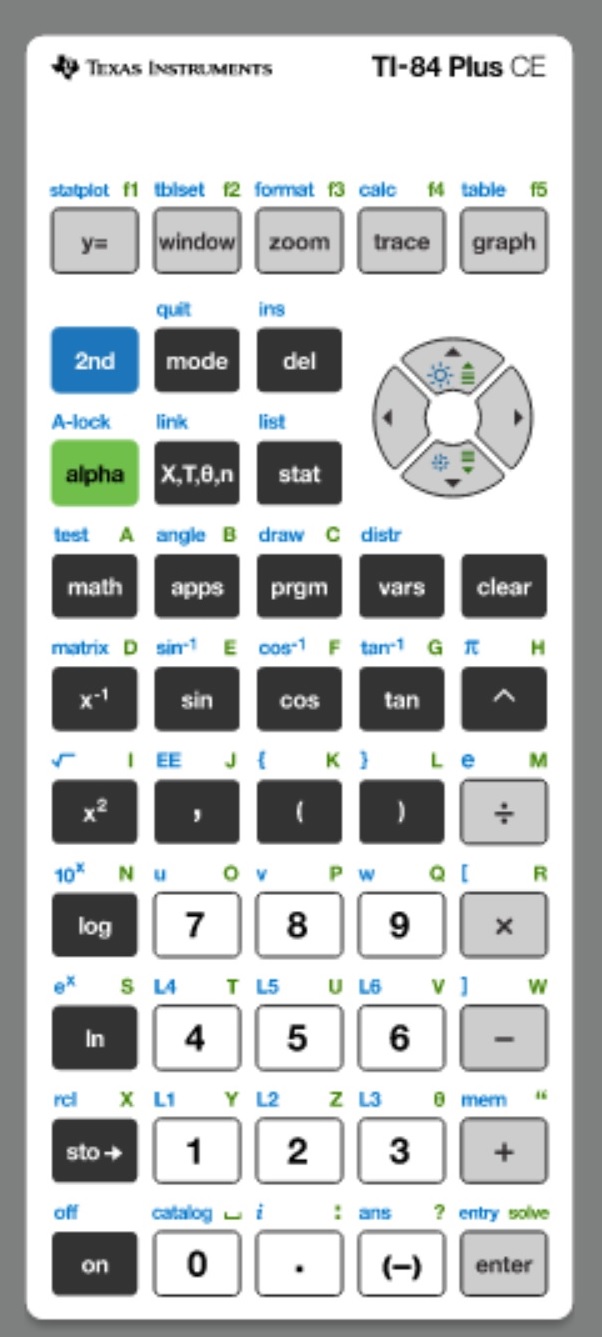 TEXAS INSTRUMENTS TI-84 Plus CE
statplot f1 tblset f2 format f3 calc f4 table f5
y= window zoom trace graph
quit ins
2nd mode del
A-lock link list
alpha X,T,θ,n stat
test A angle B draw C distr
math apps prgm vars clear
matrix D sin⁻¹ E cos⁻¹ F tan⁻¹ G π H
x⁻¹ sin cos tan ^
√ I EE J { K } L e M
x² , ( ) ÷
10ˣ N u O v P w Q [ R
log 7 8 9 ×
eˣ S L4 T L5 U L6 V ] W
ln 4 5 6 −
rcl X L1 Y L2 Z L3 θ mem “
sto→ 1 2 3 +
off catalog ⎵ i : ans ? entry solve
on 0 . (−) enter